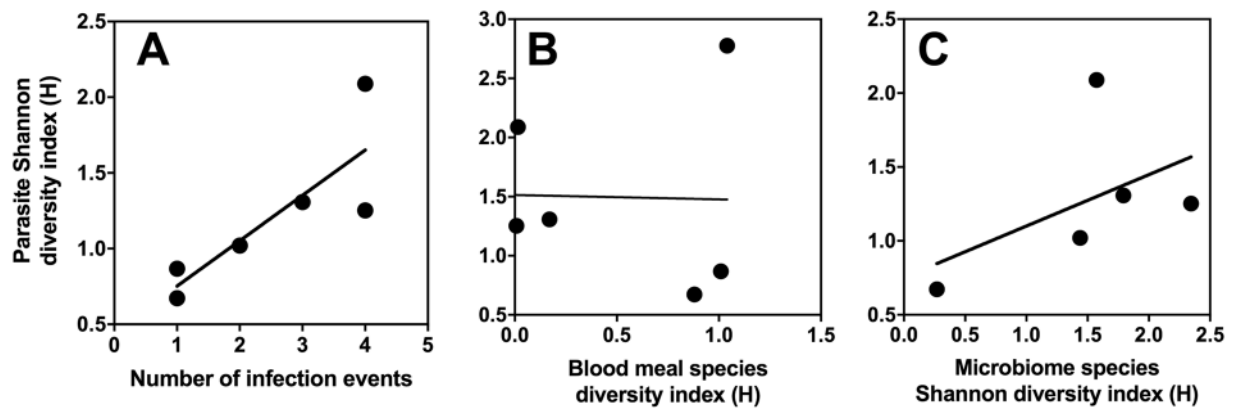 A
B
C
Parasite Shannon
diversity index (H)
2.5
2.0
1.5
1.0
0.5
0 1 2 3 4 5
Number of infection events
3.0
2.5
2.0
1.5
1.0
0.5
0.0 0.5 1.0 1.5
Blood meal species
diversity index (H)
2.5
2.0
1.5
1.0
0.5
0.0 0.5 1.0 1.5 2.0 2.5
Microbiome species
Shannon diversity index (H)